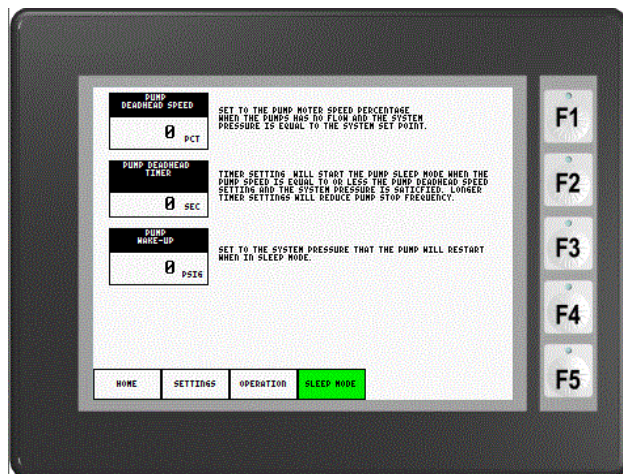 PUMP
DEADHEAD SPEED
0 PCT
SET TO THE PUMP MOTER SPEED PERCENTAGE
WHEN THE PUMPS HAS NO FLOW AND THE SYSTEM
PRESSURE IS EQUAL TO THE SYSTEM SET POINT.
PUMP DEADHEAD
TIMER
0 SEC
TIMER SETTING WILL START THE PUMP SLEEP MODE WHEN THE
PUMP SPEED IS EQUAL TO OR LESS THE PUMP DEADHEAD SPEED
SETTING AND THE SYSTEM PRESSURE IS SATICFIED. LONGER
TIMER SETTINGS WILL REDUCE PUMP STOP FREQUENCY.
PUMP
WAKE-UP
0 PSIG
SET TO THE SYSTEM PRESSURE THAT THE PUMP WILL RESTART
WHEN IN SLEEP MODE.
HOME SETTINGS OPERATION SLEEP MODE
F1
F2
F3
F4
F5